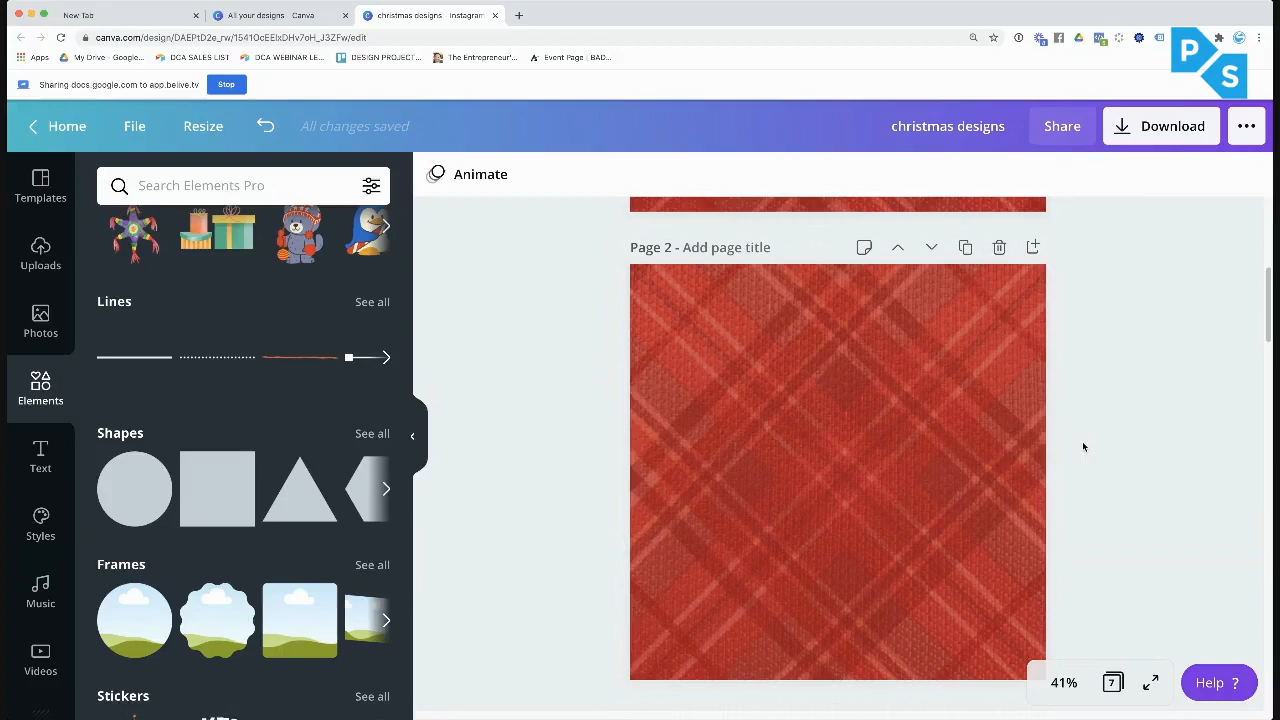 New Tab
All your designs - Canva
christmas designs - Instagram
canva.com/design/DAEPtD2e_rw/1541OcEElxDHv7oH_J3ZFw/edit
Apps
My Drive - Google...
DCA SALES LIST
DCA WEBINAR LE...
DESIGN PROJECT...
The Entrepreneur'...
Event Page | BAD...
P S
Sharing docs.google.com to app.belive.tv
Stop
Home
File
Resize
All changes saved
christmas designs
Share
Download
Templates
Uploads
Photos
Elements
Text
Styles
Music
Videos
Search Elements Pro
Lines
See all
Shapes
See all
Frames
See all
Stickers
See all
Animate
Page 2 - Add page title
41%
7
Help ?